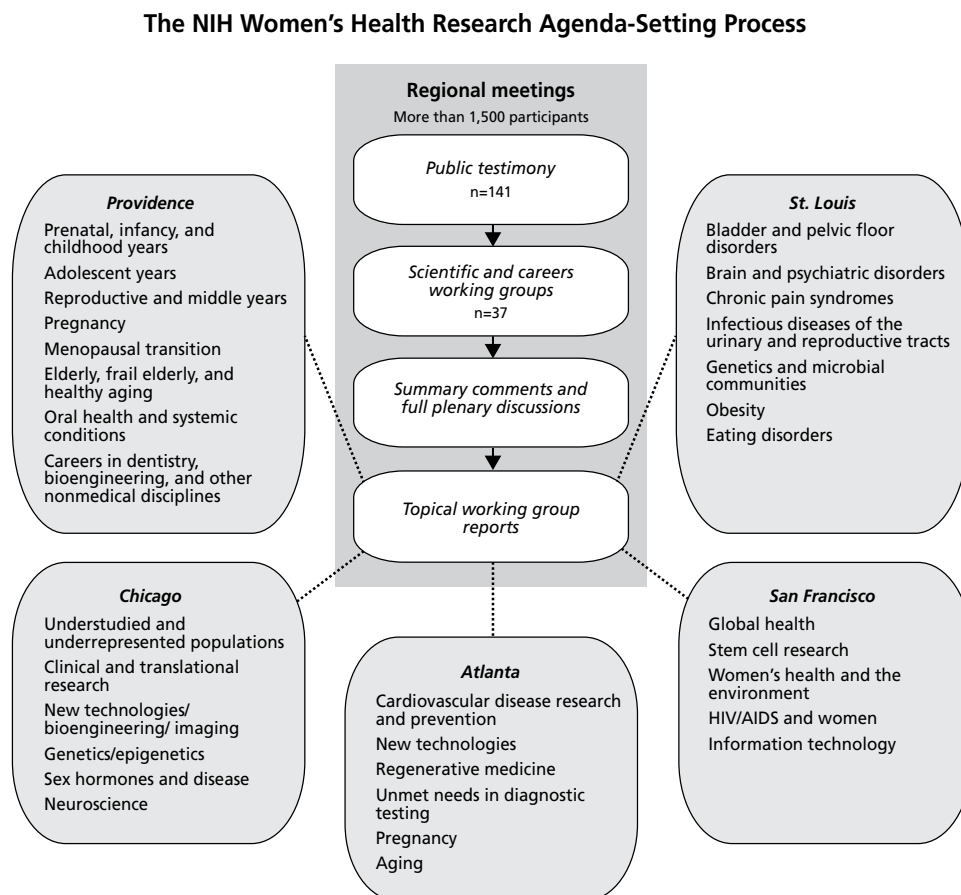 The NIH Women's Health Research Agenda-Setting Process
Regional meetings
More than 1,500 participants
Public testimony
n=141
Scientific and careers
working groups
n=37
Summary comments and
full plenary discussions
Topical working group
reports
Providence
Prenatal, infancy, and
childhood years
Adolescent years
Reproductive and middle years
Pregnancy
Menopausal transition
Elderly, frail elderly, and
healthy aging
Oral health and systemic
conditions
Careers in dentistry,
bioengineering, and other
nonmedical disciplines
St. Louis
Bladder and pelvic floor
disorders
Brain and psychiatric disorders
Chronic pain syndromes
Infectious diseases of the
urinary and reproductive tracts
Genetics and microbial
communities
Obesity
Eating disorders
Chicago
Understudied and
underrepresented populations
Clinical and translational
research
New technologies/
bioengineering/ imaging
Genetics/epigenetics
Sex hormones and disease
Neuroscience
Atlanta
Cardiovascular disease research
and prevention
New technologies
Regenerative medicine
Unmet needs in diagnostic
testing
Pregnancy
Aging
San Francisco
Global health
Stem cell research
Women's health and the
environment
HIV/AIDS and women
Information technology